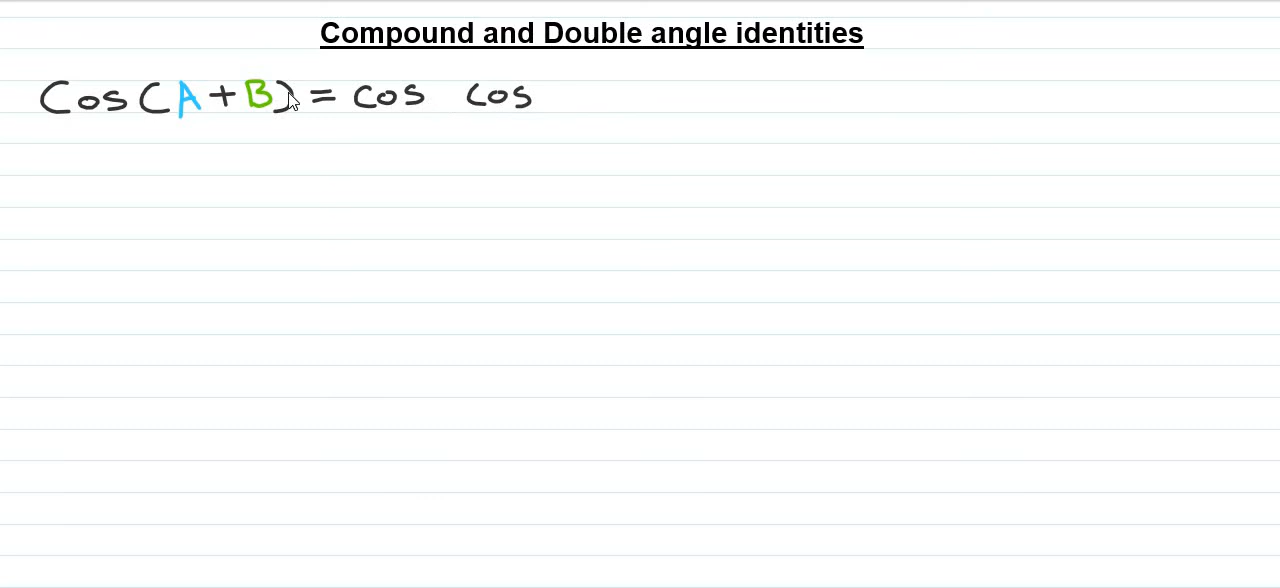 Compound and Double angle identities
Cos(A+B) = cos cos